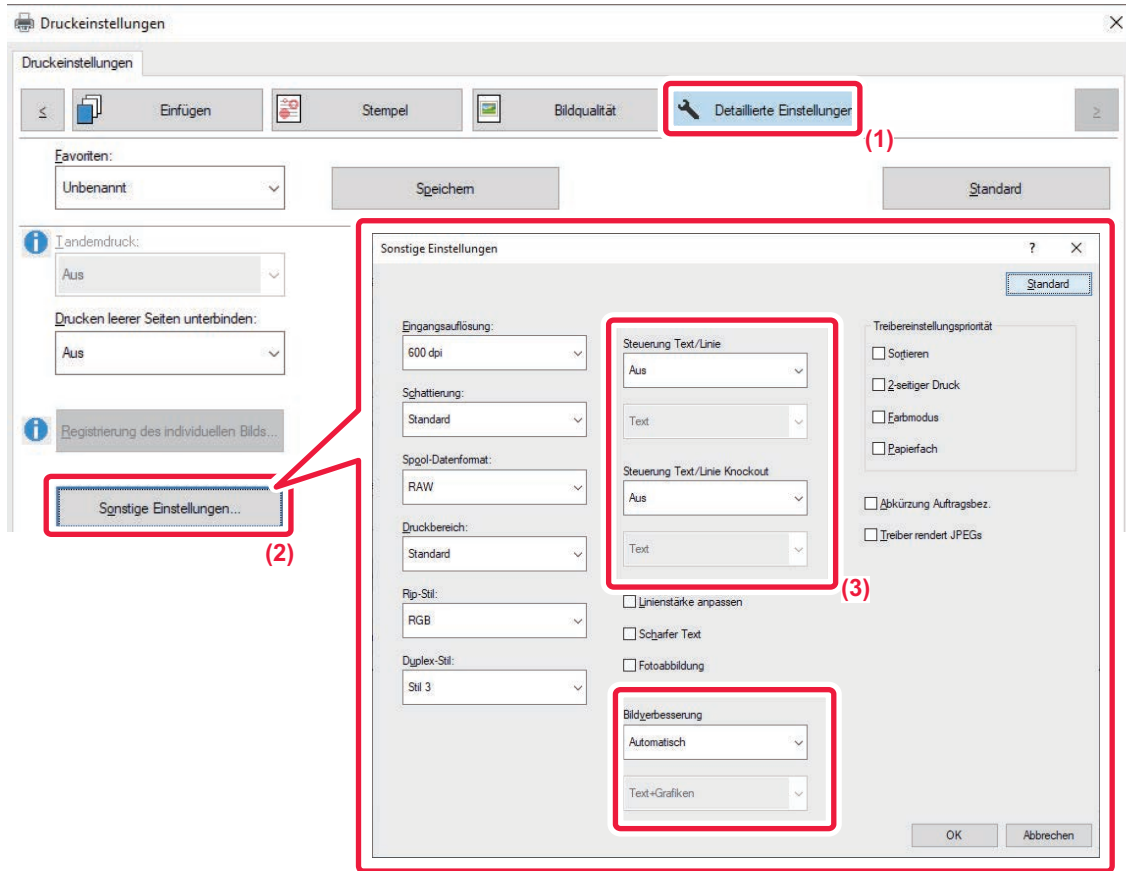 Druckeinstellungen
Druckeinstellungen
<
Einfügen
Stempel
Bildqualität
Detaillierte Einstellungen
>
(1)
Favoriten:
Unbenannt
Speichern
Standard
Tandemdruck:
Aus
Drucken leerer Seiten unterbinden:
Aus
Registrierung des individuellen Bilds...
Sonstige Einstellungen...
(2)
Sonstige Einstellungen
?
Standard
Eingangsauflösung:
600 dpi
Schattierung:
Standard
Spool-Datenformat:
RAW
Druckbereich:
Standard
Rip-Stil:
RGB
Duplex-Stil:
Stil 3
Steuerung Text/Linie
Aus
Text
Steuerung Text/Linie Knockout
Aus
Text
(3)
Linienstärke anpassen
Scharfer Text
Fotoabbildung
Bildverbesserung
Automatisch
Text+Grafiken
Treibereinstellungspriorität
Sortieren
2-seitiger Druck
Farbmodus
Papierfach
Abkürzung Auftragsbez.
Treiber rendert JPEGs
OK
Abbrechen